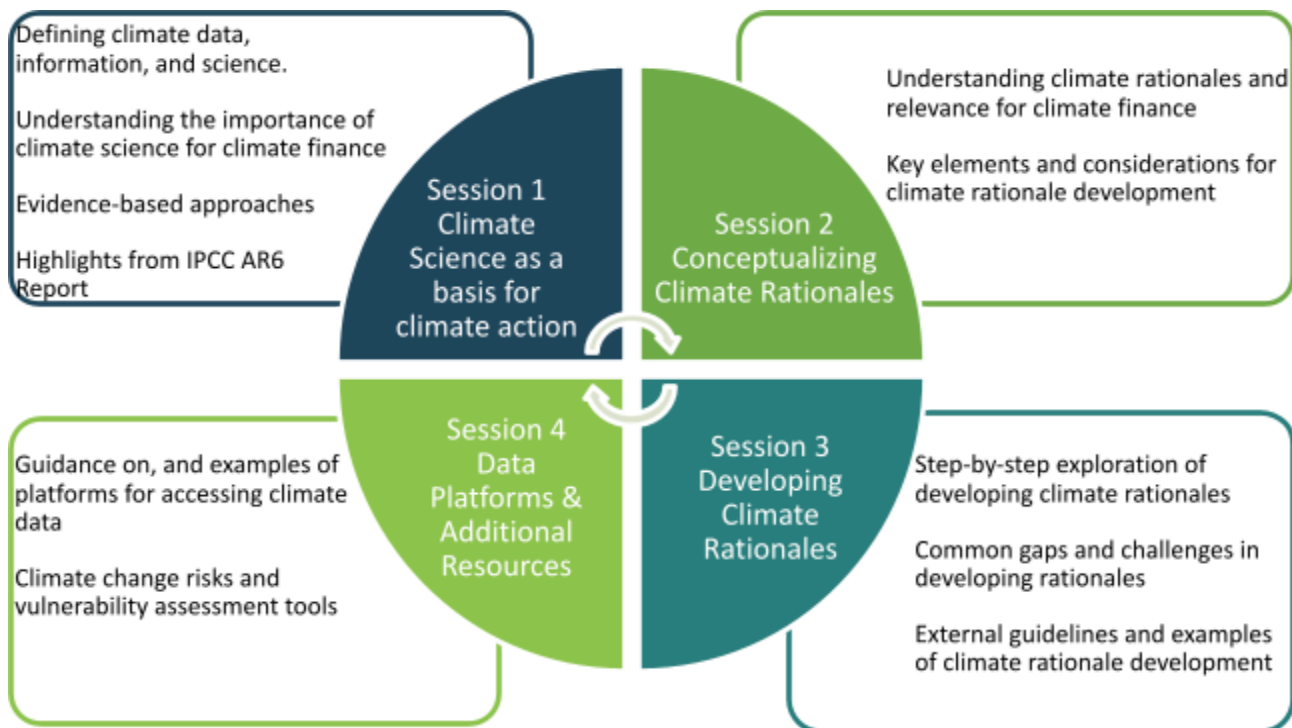 Defining climate data,
information, and science.
Understanding the importance of
climate science for climate finance
Evidence-based approaches
Highlights from IPCC AR6
Report
Session 1
Climate
Science as a
basis for
climate action
Understanding climate rationales and
relevance for climate finance
Key elements and considerations for
climate rationale development
Session 2
Conceptualizing
Climate Rationales
Guidance on, and examples of
platforms for accessing climate
data
Climate change risks and
vulnerability assessment tools
Session 4
Data
Platforms &
Additional
Resources
Session 3
Developing
Climate
Rationales
Step-by-step exploration of
developing climate rationales
Common gaps and challenges in
developing rationales
External guidelines and examples
of climate rationale development